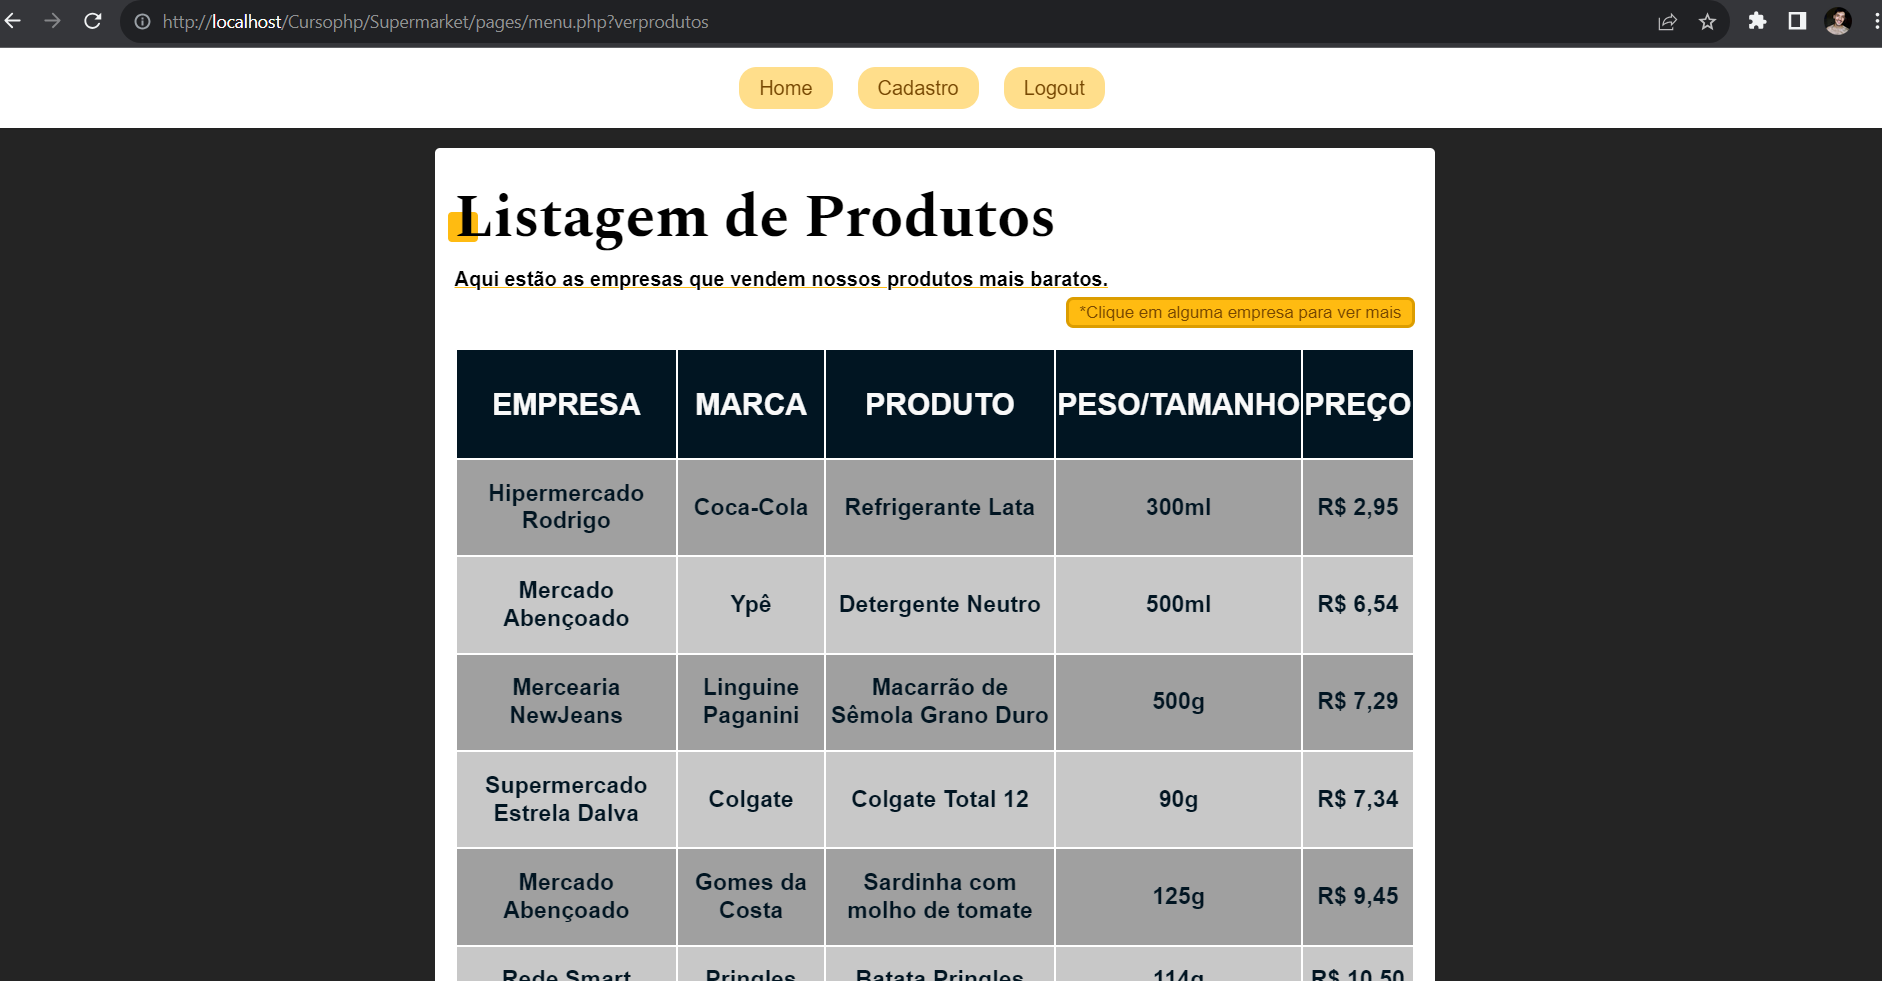 http://localhost/Cursophp/Supermarket/pages/menu.php?verprodutos
Home Cadastro Logout
Listagem de Produtos
Aqui estão as empresas que vendem nossos produtos mais baratos.
*Clique em alguma empresa para ver mais
EMPRESA MARCA PRODUTO PESO/TAMANHO PREÇO
Hipermercado Rodrigo Coca-Cola Refrigerante Lata 300ml R$ 2,95
Mercado Abençoado Ypê Detergente Neutro 500ml R$ 6,54
Mercearia NewJeans Linguine Paganini Macarrão de Sêmola Grano Duro 500g R$ 7,29
Supermercado Estrela Dalva Colgate Colgate Total 12 90g R$ 7,34
Mercado Abençoado Gomes da Costa Sardinha com molho de tomate 125g R$ 9,45
Rede Smart Pringles Batata Pringles 114g R$ 10,50